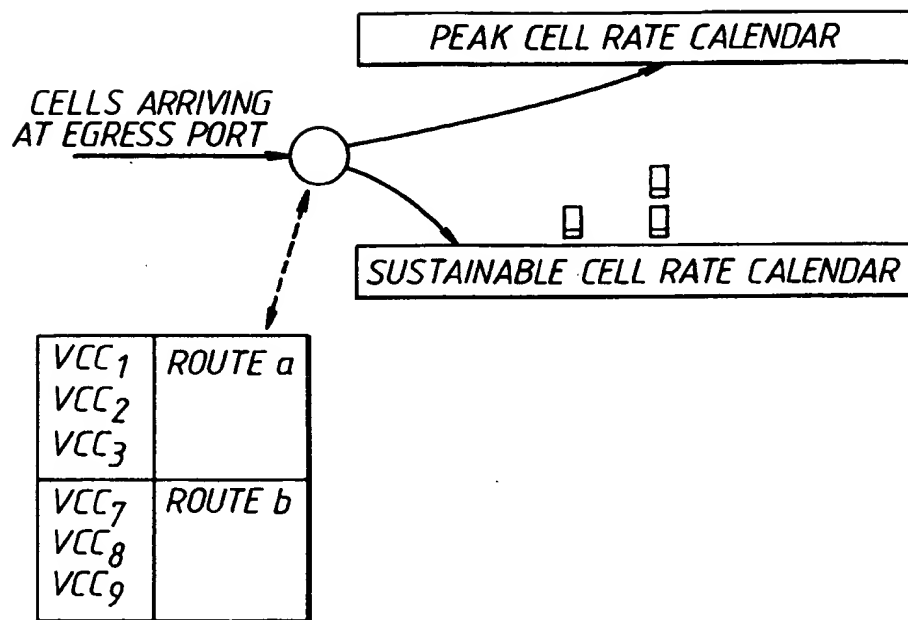 PEAK CELL RATE CALENDAR
CELLS ARRIVING
AT EGRESS PORT
SUSTAINABLE CELL RATE CALENDAR
VCC1 ROUTE a
VCC2
VCC3
VCC7 ROUTE b
VCC8
VCC9